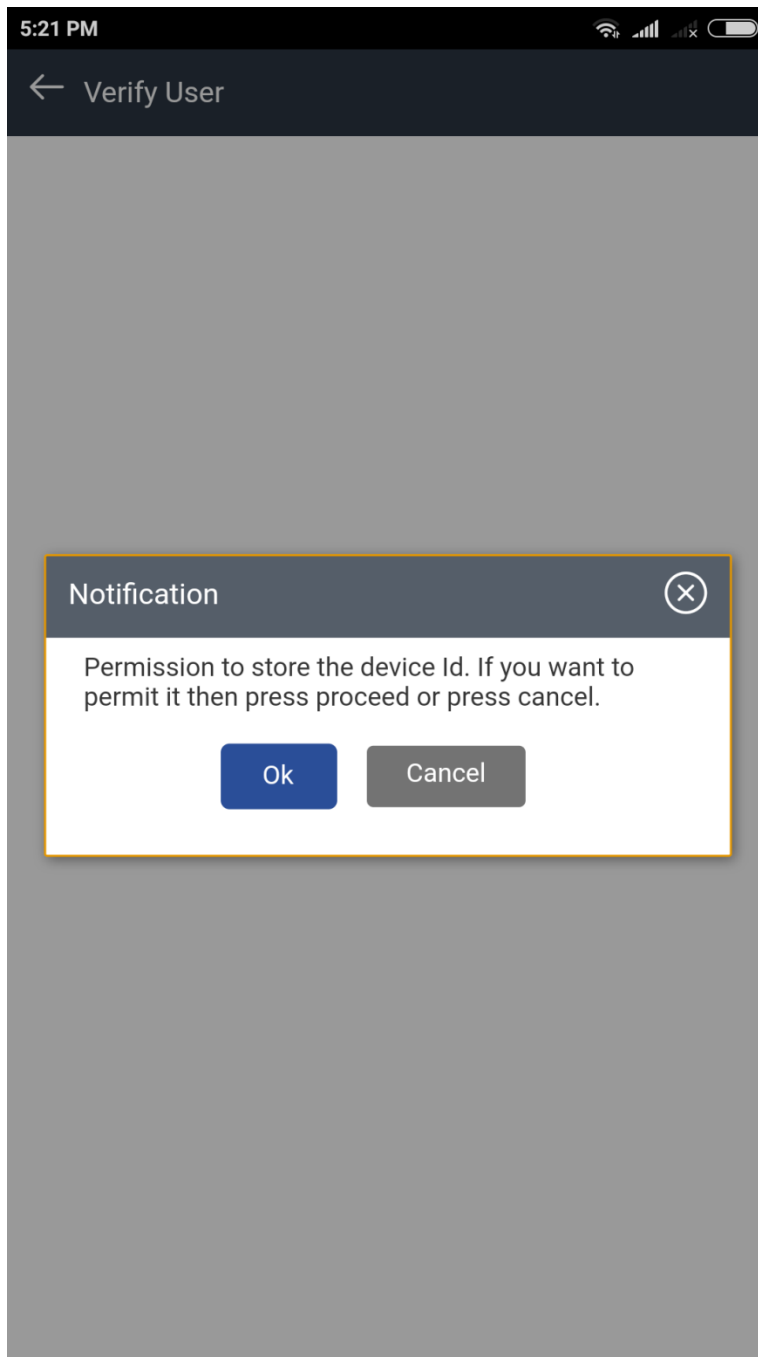 5:21 PM
Verify User
Notification
Permission to store the device Id. If you want to
permit it then press proceed or press cancel.
Ok
Cancel